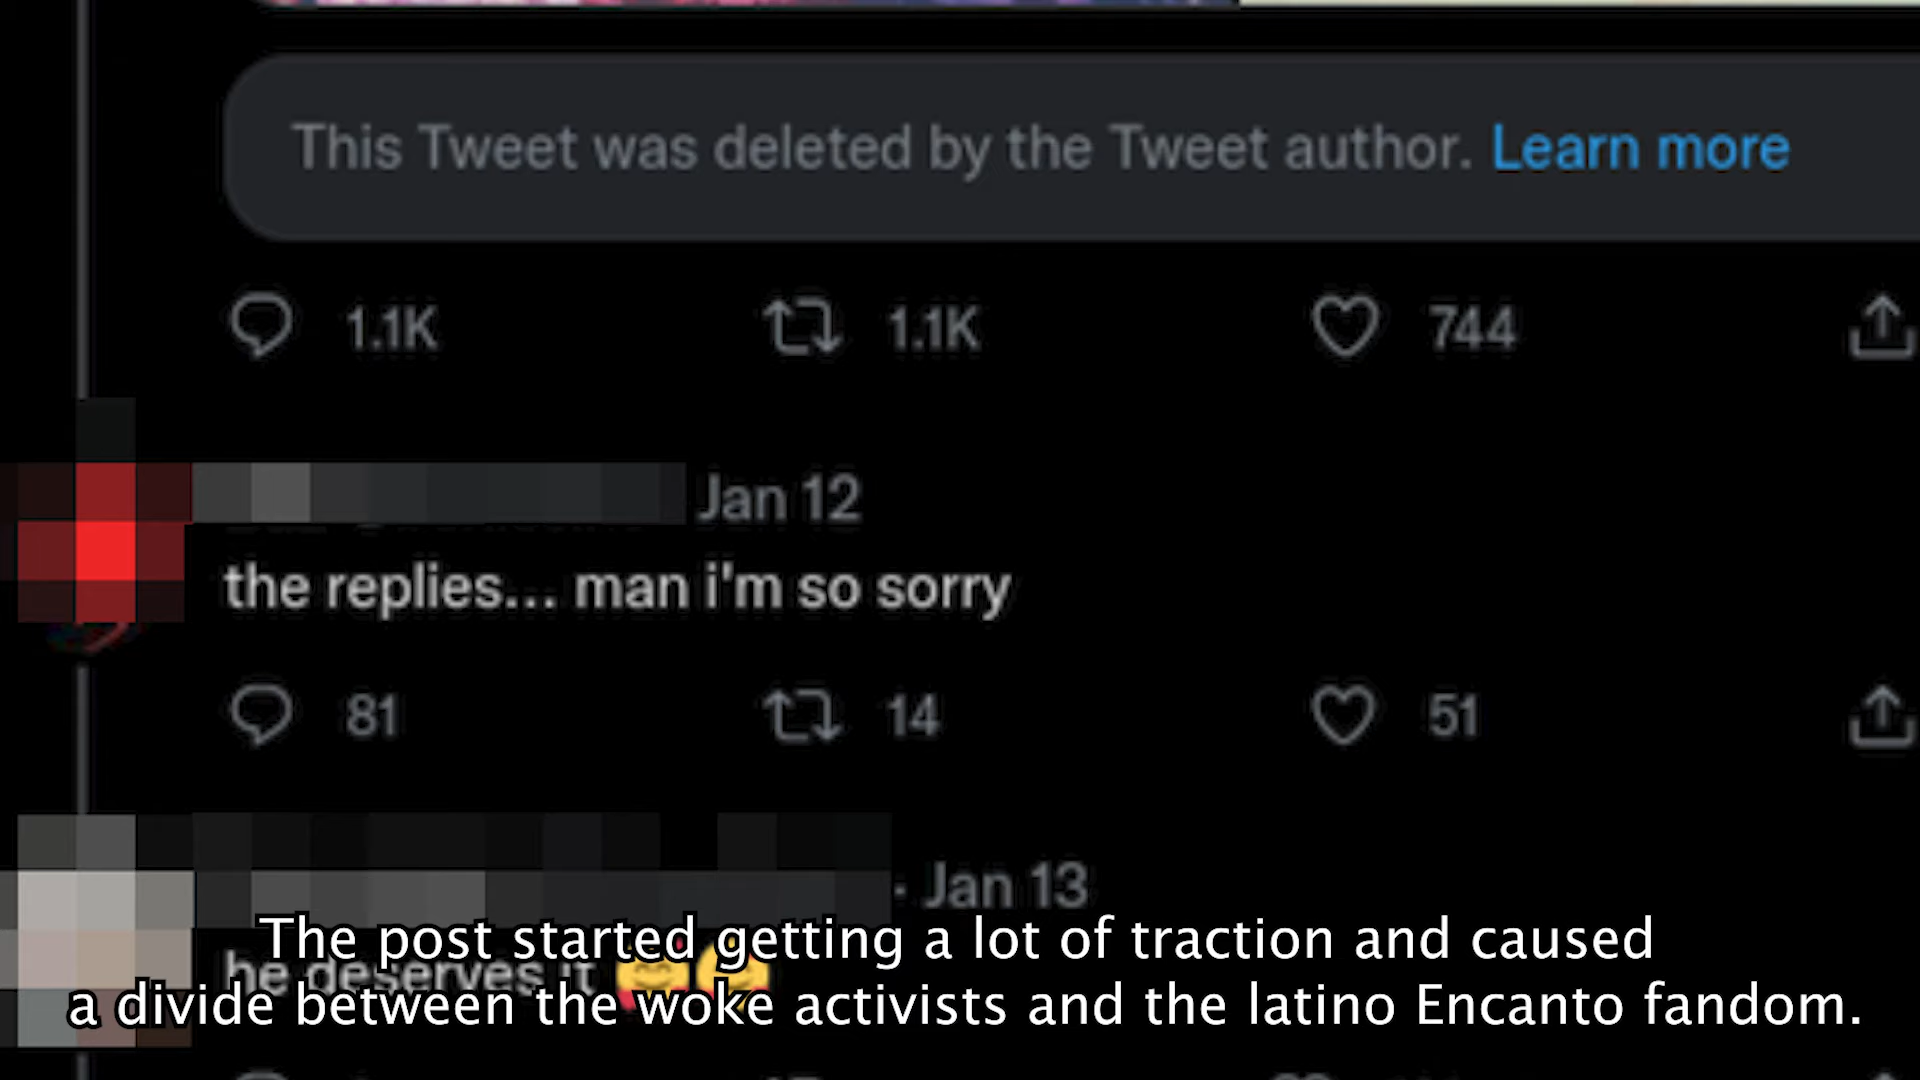 This Tweet was deleted by the Tweet author. Learn more
1.1K 1.1K 744
Jan 12
the replies... man i'm so sorry
81 14 51
· Jan 13
he deserves it
The post started getting a lot of traction and caused
a divide between the woke activists and the latino Encanto fandom.